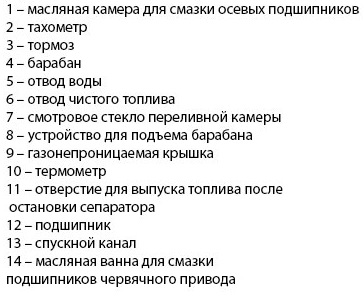 1 – масляная камера для смазки осевых подшипников
2 – тахометр
3 – тормоз
4 – барабан
5 – отвод воды
6 – отвод чистого топлива
7 – смотровое стекло переливной камеры
8 – устройство для подъема барабана
9 – газонепроницаемая крышка
10 – термометр
11 – отверстие для выпуска топлива после
остановки сепаратора
12 – подшипник
13 – спускной канал
14 – масляная ванна для смазки
подшипников червячного привода